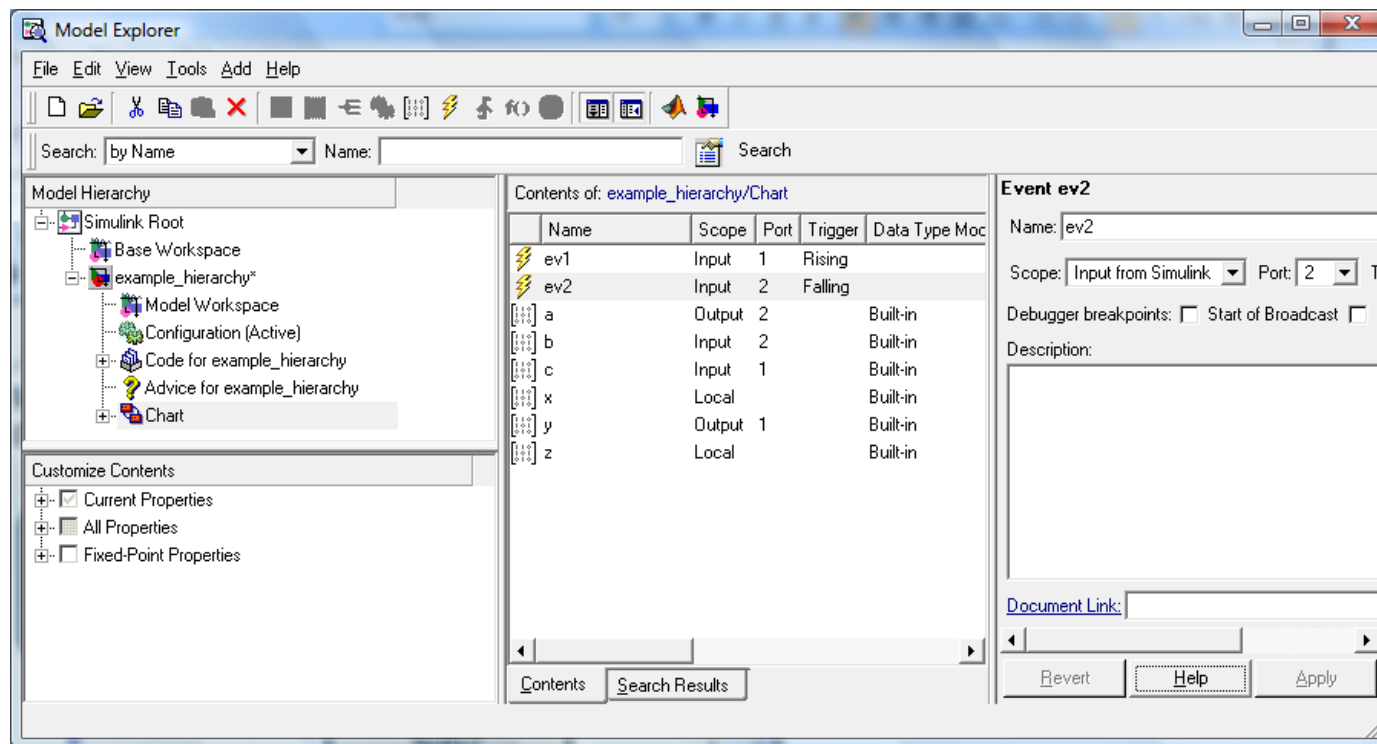 Model Explorer
File Edit View Tools Add Help
Search: by Name Name: Search
Model Hierarchy
Simulink Root
Base Workspace
example_hierarchy*
Model Workspace
Configuration (Active)
Code for example_hierarchy
Advice for example_hierarchy
Chart
Customize Contents
Current Properties
All Properties
Fixed-Point Properties
Contents of: example_hierarchy/Chart
Name Scope Port Trigger Data Type Moc
ev1 Input 1 Rising
ev2 Input 2 Falling
a Output 2 Built-in
b Input 2 Built-in
c Input 1 Built-in
x Local Built-in
y Output 1 Built-in
z Local Built-in
Contents Search Results
Event ev2
Name: ev2
Scope: Input from Simulink Port: 2 T
Debugger breakpoints: Start of Broadcast
Description:
Document Link:
Revert Help Apply